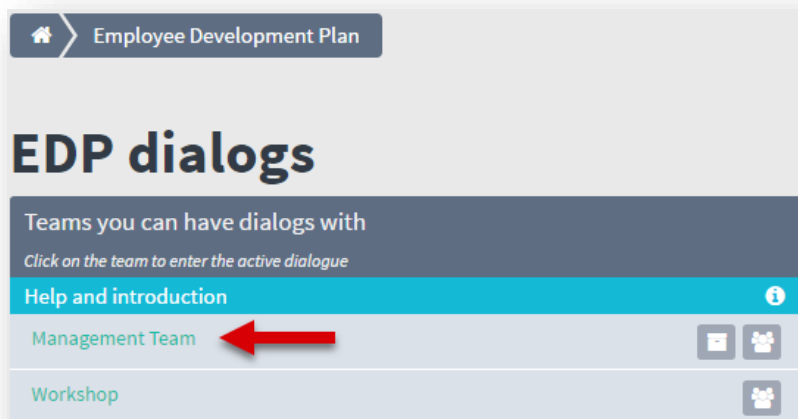 Employee Development Plan
EDP dialogs
Teams you can have dialogs with
Click on the team to enter the active dialogue
Help and introduction
Management Team
Workshop